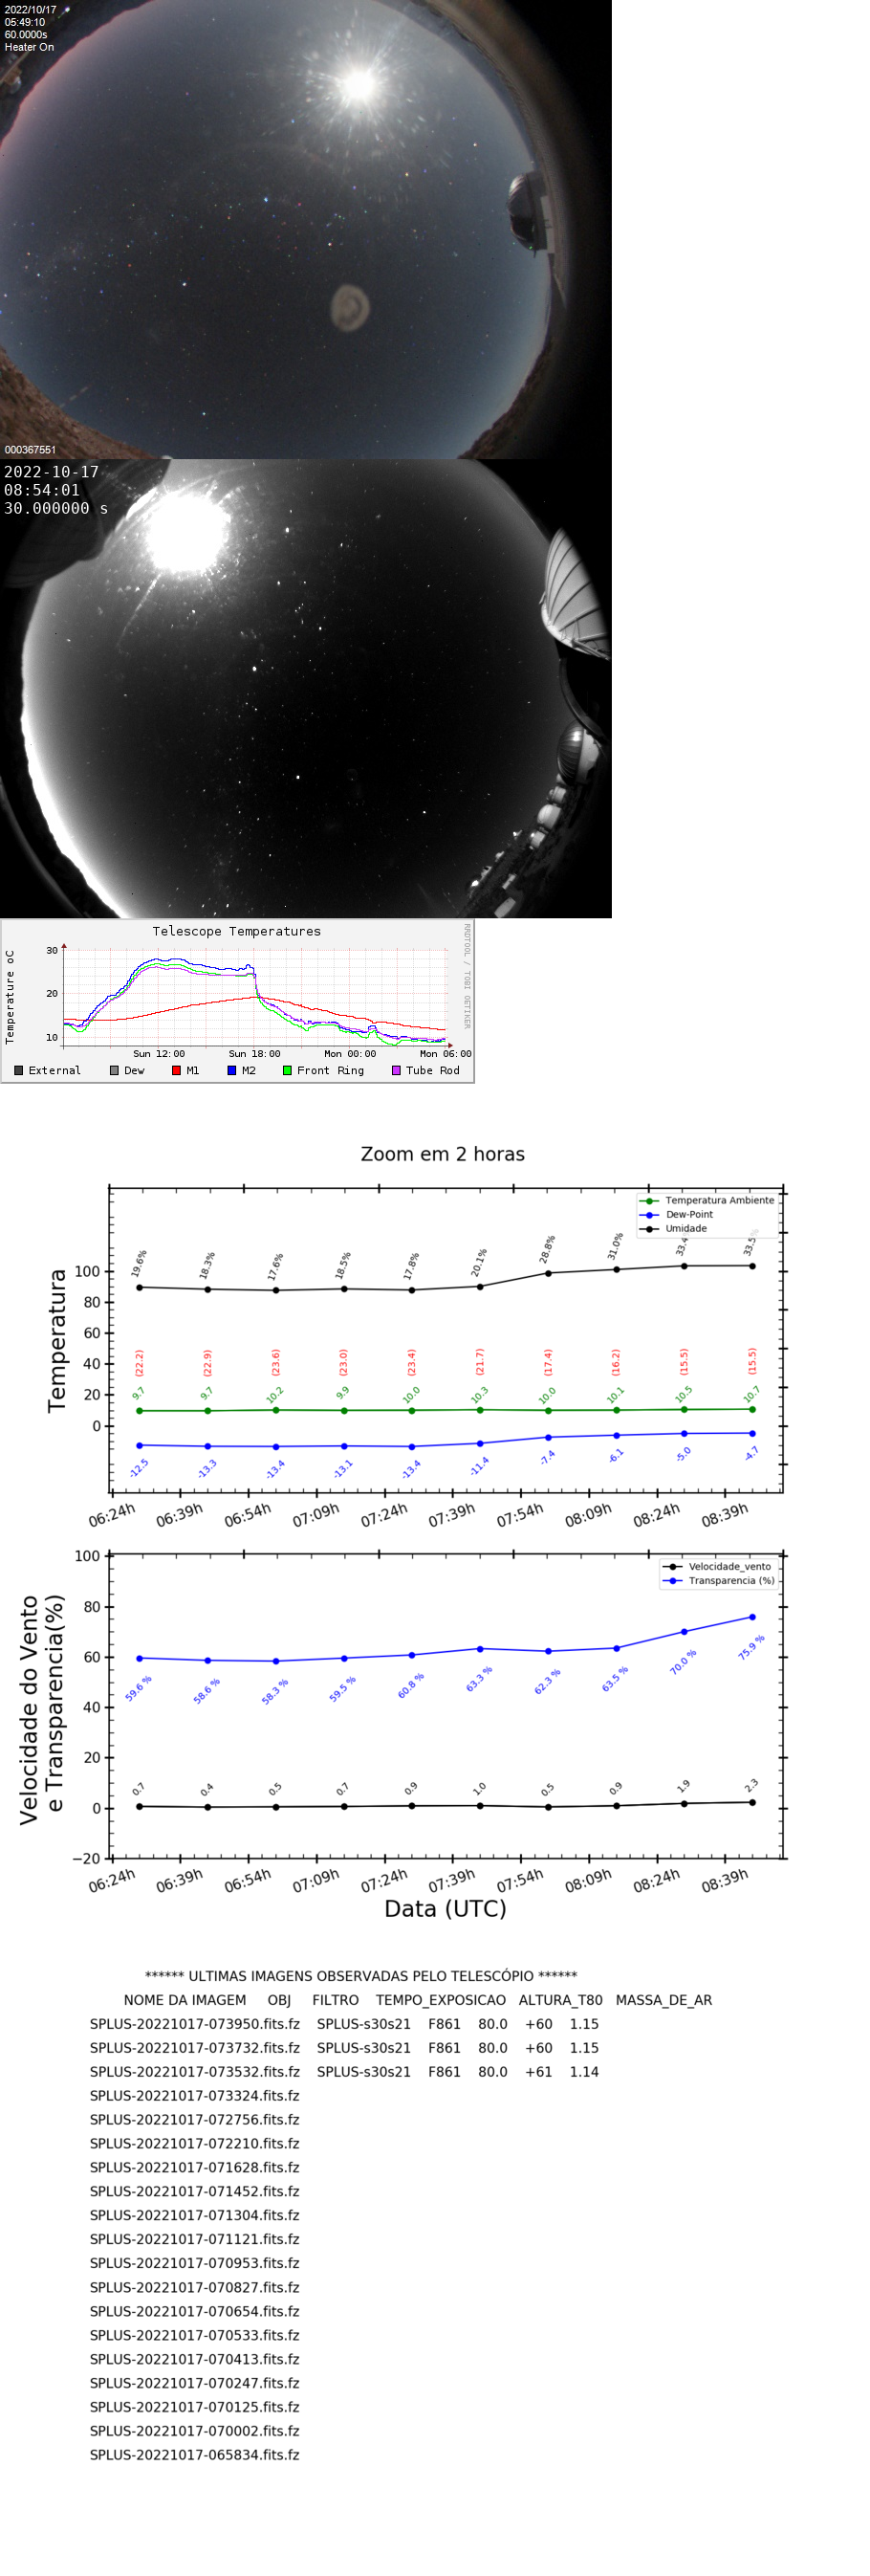 2022/10/17
05:49:10
60.0000s
Heater On
000367551
2022-10-17
08:54:01
30.000000 s
Telescope Temperatures
RRDTOOL / TOBI OETIKER
Temperature oC
30
20
10
Sun 12:00 Sun 18:00 Mon 00:00 Mon 06:00
External Dew M1 M2 Front Ring Tube Rod
Zoom em 2 horas
Temperatura Ambiente
Dew-Point
Umidade
Temperatura
100
80
60
40
20
0
19.6% 18.3% 17.6% 18.5% 17.8% 20.1% 28.8% 31.0% 33.4 33.5
(22.2) (22.9) (23.6) (23.0) (23.4) (21.7) (17.4) (16.2) (15.5) (15.5)
9.7 9.7 10.2 9.9 10.0 10.3 10.0 10.1 10.5 10.7
-12.5 -13.3 -13.4 -13.1 -13.4 -11.4 -7.4 -6.1 -5.0 -4.7
06:24h 06:39h 06:54h 07:09h 07:24h 07:39h 07:54h 08:09h 08:24h 08:39h
Velocidade_vento
Transparencia (%)
Velocidade do Vento
e Transparencia(%)
100
80
60
40
20
0
−20
59.6 % 58.6 % 58.3 % 59.5 % 60.8 % 63.3 % 62.3 % 63.5 % 70.0 % 75.9 %
0.7 0.4 0.5 0.7 0.9 1.0 0.5 0.9 1.9 2.3
06:24h 06:39h 06:54h 07:09h 07:24h 07:39h 07:54h 08:09h 08:24h 08:39h
Data (UTC)
****** ULTIMAS IMAGENS OBSERVADAS PELO TELESCÓPIO ******
NOME DA IMAGEM OBJ FILTRO TEMPO_EXPOSICAO ALTURA_T80 MASSA_DE_AR
SPLUS-20221017-073950.fits.fz SPLUS-s30s21 F861 80.0 +60 1.15
SPLUS-20221017-073732.fits.fz SPLUS-s30s21 F861 80.0 +60 1.15
SPLUS-20221017-073532.fits.fz SPLUS-s30s21 F861 80.0 +61 1.14
SPLUS-20221017-073324.fits.fz
SPLUS-20221017-072756.fits.fz
SPLUS-20221017-072210.fits.fz
SPLUS-20221017-071628.fits.fz
SPLUS-20221017-071452.fits.fz
SPLUS-20221017-071304.fits.fz
SPLUS-20221017-071121.fits.fz
SPLUS-20221017-070953.fits.fz
SPLUS-20221017-070827.fits.fz
SPLUS-20221017-070654.fits.fz
SPLUS-20221017-070533.fits.fz
SPLUS-20221017-070413.fits.fz
SPLUS-20221017-070247.fits.fz
SPLUS-20221017-070125.fits.fz
SPLUS-20221017-070002.fits.fz
SPLUS-20221017-065834.fits.fz